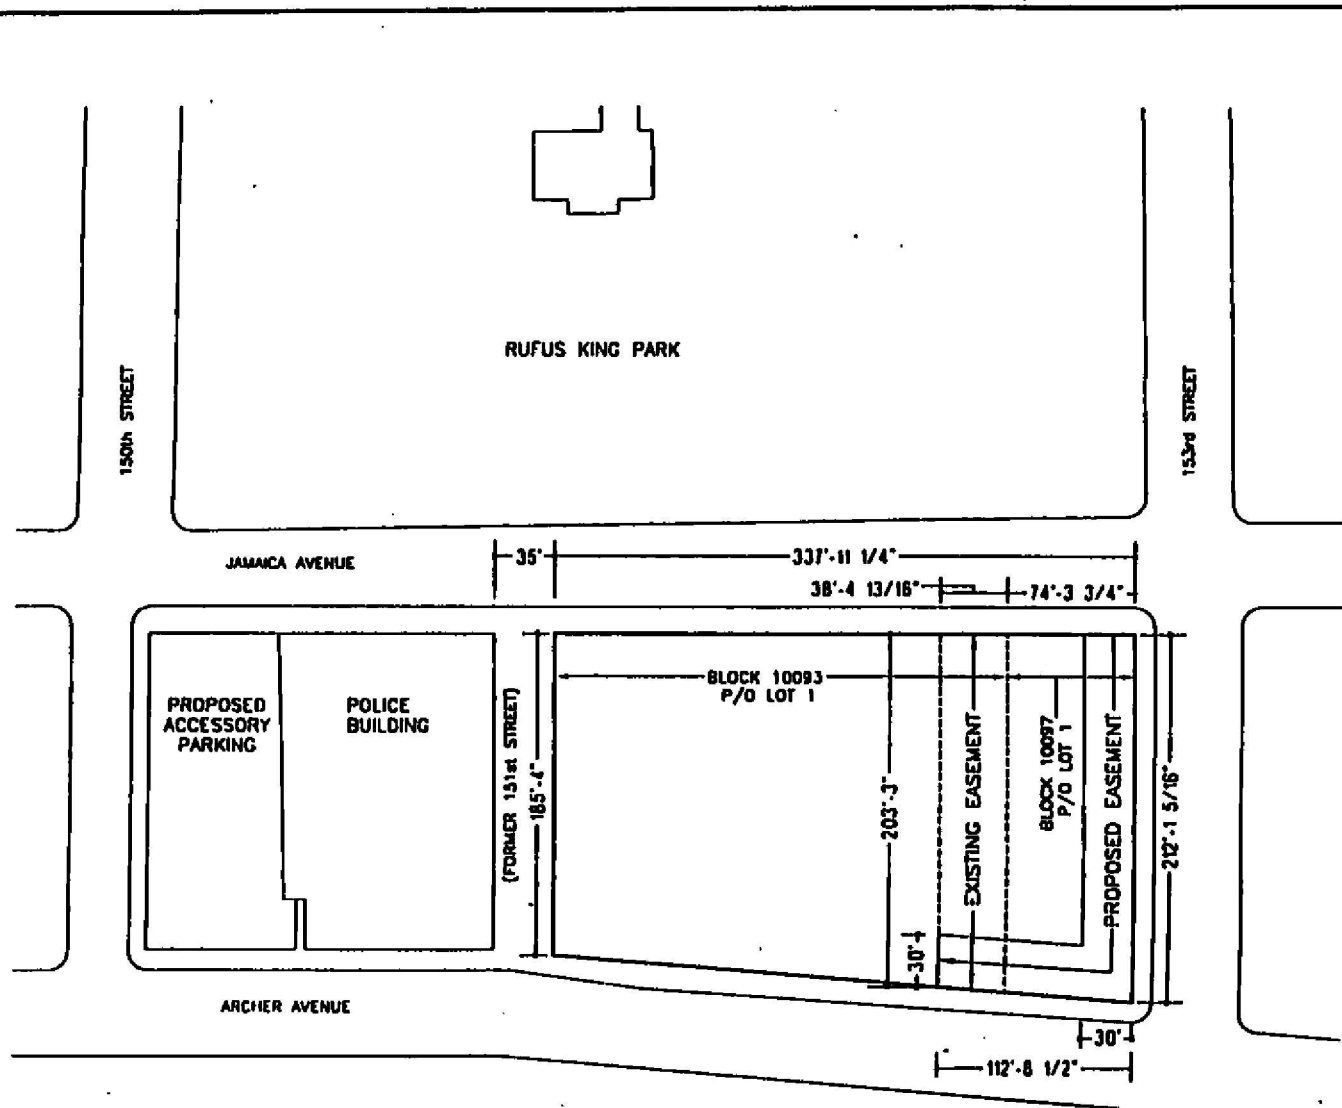 RUFUS KING PARK
150th STREET
153rd STREET
JAMAICA AVENUE
35'
337'-11 1/4"
38'-4 13/16"
74'-3 3/4"
PROPOSED
ACCESSORY
PARKING
POLICE
BUILDING
(FORMER 151st STREET)
185'-4"
BLOCK 10093
P/O LOT 1
203'-3"
EXISTING EASEMENT
BLOCK 10097
P/O LOT 1
PROPOSED EASEMENT
212'-1 5/16"
30'
ARCHER AVENUE
30'
112'-8 1/2"